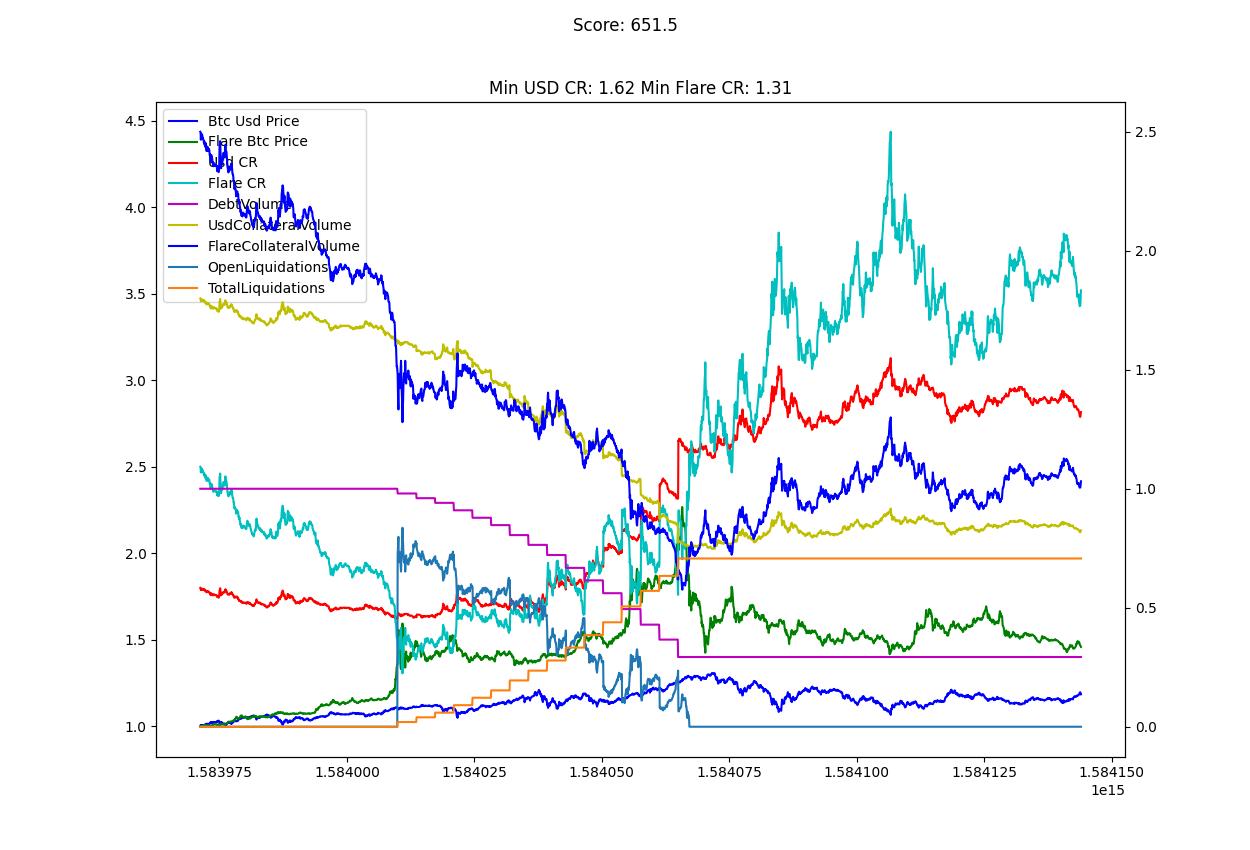 Score: 651.5
Min USD CR: 1.62 Min Flare CR: 1.31
Btc Usd Price
Flare Btc Price
Usd CR
Flare CR
DebtVolume
UsdCollateralVolume
FlareCollateralVolume
OpenLiquidations
TotalLiquidations
4.5
4.0
3.5
3.0
2.5
2.0
1.5
1.0
2.5
2.0
1.5
1.0
0.5
0.0
1.583975
1.584000
1.584025
1.584050
1.584075
1.584100
1.584125
1.584150
1e15